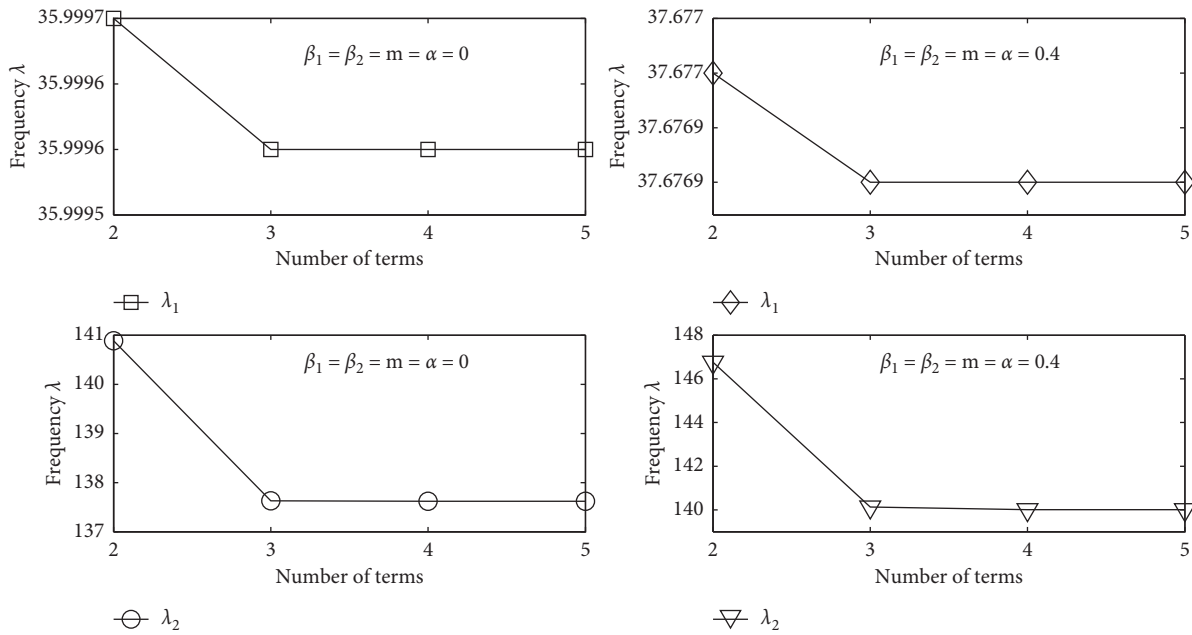 35.9997
35.9996
35.9996
35.9995
Frequency λ
β₁ = β₂ = m = α = 0
2 3 4 5
Number of terms
λ₁
37.677
37.677
37.6769
37.6769
Frequency λ
β₁ = β₂ = m = α = 0.4
2 3 4 5
Number of terms
λ₁
141
140
139
138
137
Frequency λ
β₁ = β₂ = m = α = 0
2 3 4 5
Number of terms
λ₂
148
146
144
142
140
Frequency λ
β₁ = β₂ = m = α = 0.4
2 3 4 5
Number of terms
λ₂